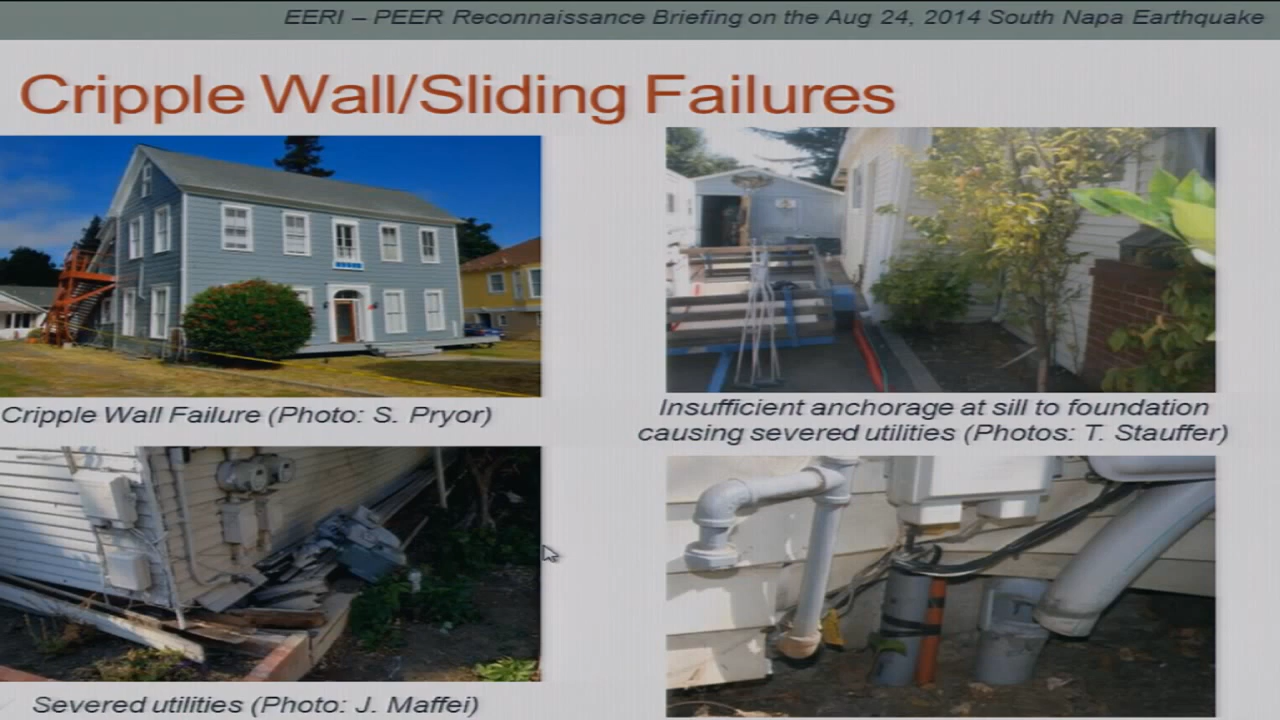 EERI – PEER Reconnaissance Briefing on the Aug 24, 2014 South Napa Earthquake
Cripple Wall/Sliding Failures
Cripple Wall Failure (Photo: S. Pryor)
Insufficient anchorage at sill to foundation
causing severed utilities (Photos: T. Stauffer)
Severed utilities (Photo: J. Maffei)